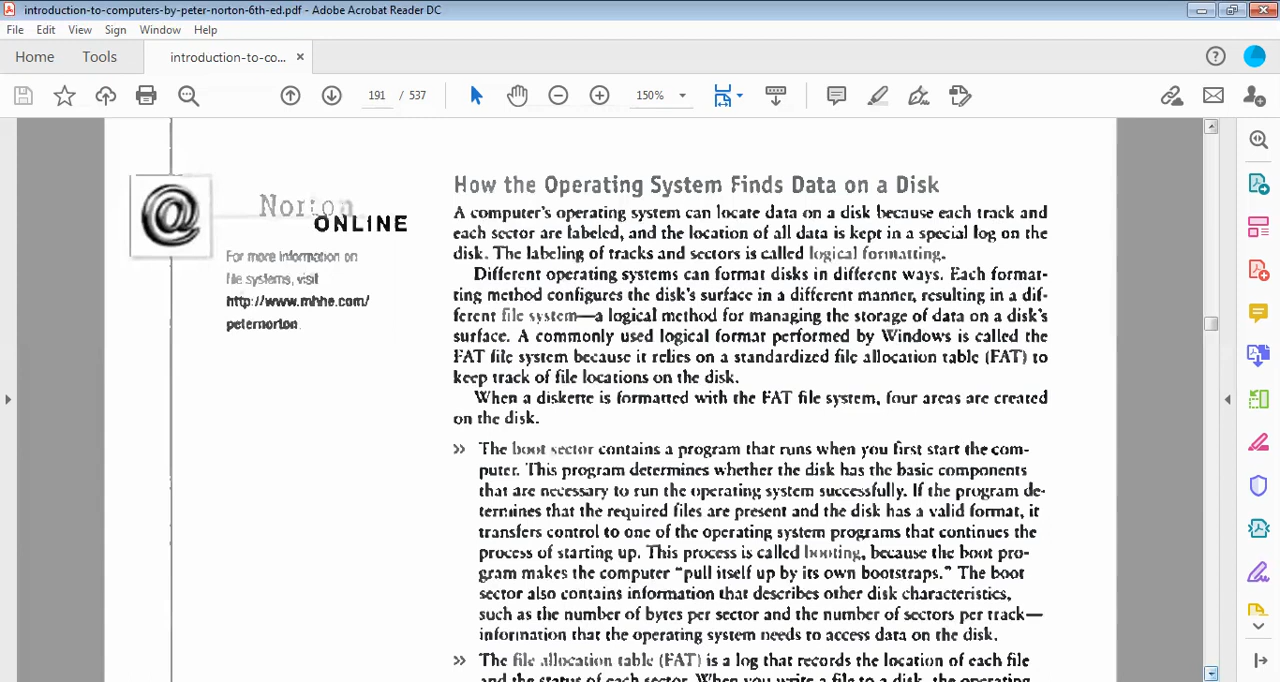 introduction-to-computers-by-peter-norton-6th-ed.pdf - Adobe Acrobat Reader DC
File Edit View Sign Window Help
Home Tools introduction-to-co... ×
191 / 537 150%
Norton
ONLINE
For more information on
file systems, visit
http://www.mhhe.com/
peternorton
How the Operating System Finds Data on a Disk
A computer's operating system can locate data on a disk because each track and
each sector are labeled, and the location of all data is kept in a special log on the
disk. The labeling of tracks and sectors is called logical formatting.
Different operating systems can format disks in different ways. Each format-
ting method configures the disk's surface in a different manner, resulting in a dif-
ferent file system—a logical method for managing the storage of data on a disk's
surface. A commonly used logical format performed by Windows is called the
FAT file system because it relies on a standardized file allocation table (FAT) to
keep track of file locations on the disk.
When a diskette is formatted with the FAT file system, four areas are created
on the disk.
» The boot sector contains a program that runs when you first start the com-
puter. This program determines whether the disk has the basic components
that are necessary to run the operating system successfully. If the program de-
termines that the required files are present and the disk has a valid format, it
transfers control to one of the operating system programs that continues the
process of starting up. This process is called booting, because the boot pro-
gram makes the computer "pull itself up by its own bootstraps." The boot
sector also contains information that describes other disk characteristics,
such as the number of bytes per sector and the number of sectors per track—
information that the operating system needs to access data on the disk.
» The file allocation table (FAT) is a log that records the location of each file
and the status of each sector. When you write a file to a disk, the operating